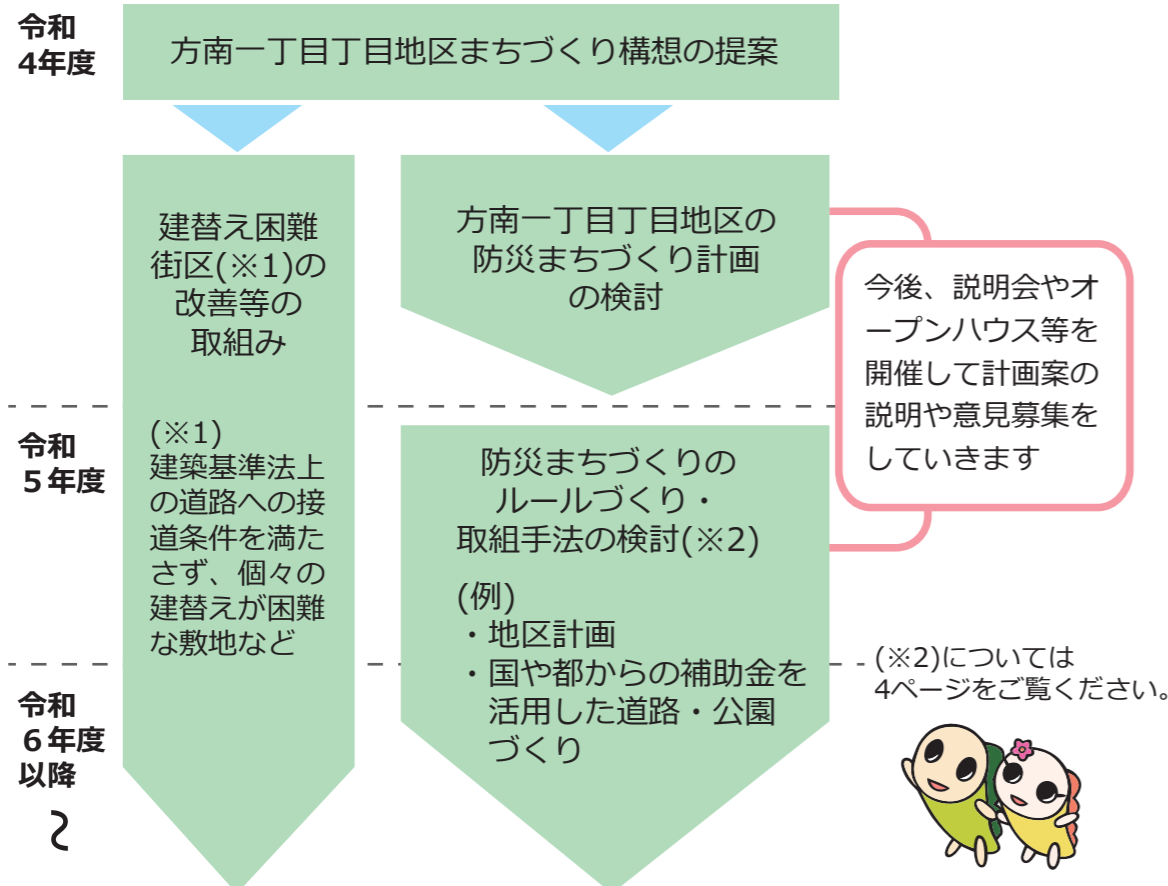 令和
4年度
方南一丁目丁目地区まちづくり構想の提案
建替え困難
街区(※1)の
改善等の
取組み
方南一丁目丁目地区の
防災まちづくり計画
の検討
今後、説明会やオ
ープンハウス等を
開催して計画案の
説明や意見募集を
していきます
令和
５年度
(※1)
建築基準法上
の道路への接
道条件を満た
さず、個々の
建替えが困難
な敷地など
防災まちづくりの
ルールづくり・
取組手法の検討(※2)
(例)
・地区計画
・国や都からの補助金を
活用した道路・公園
づくり
(※2)については
4ページをご覧ください。
令和
６年度
以降
〜